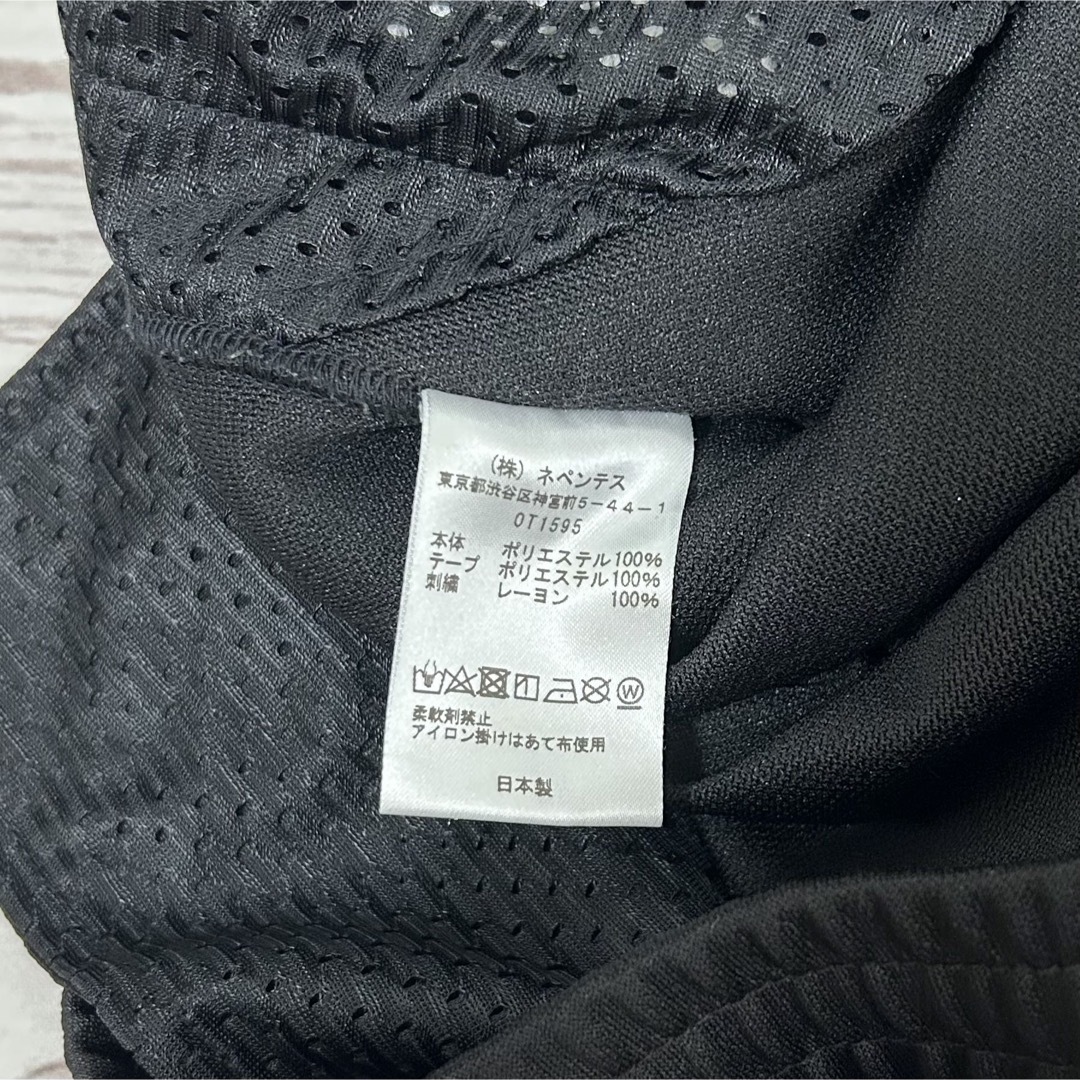 （株）ネペンテス
東京都渋谷区神宮前5－44－1
OT1595
本体 ポリエステル100%
テープ ポリエステル100%
刺繍 レーヨン 100%
W
柔軟剤禁止
アイロン掛けはあて布使用
日本製